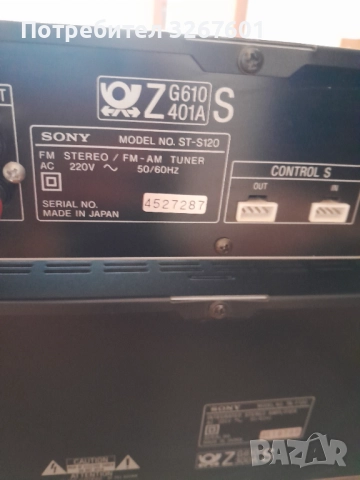 Потребител 3267601
Z G610 401A S
SONY MODEL NO. ST-S120
FM STEREO / FM-AM TUNER
AC 220V ~ 50/60HZ
SERIAL NO. 4527287
MADE IN JAPAN
CONTROL S
OUT IN
SONY
Z
ATTENTION
BAZAR